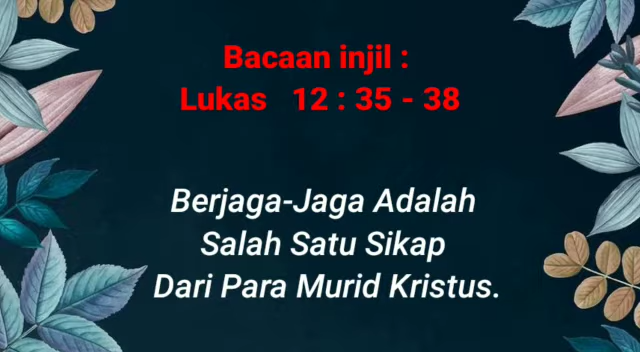 Bacaan injil :
Lukas 12 : 35 - 38
Berjaga-Jaga Adalah
Salah Satu Sikap
Dari Para Murid Kristus.